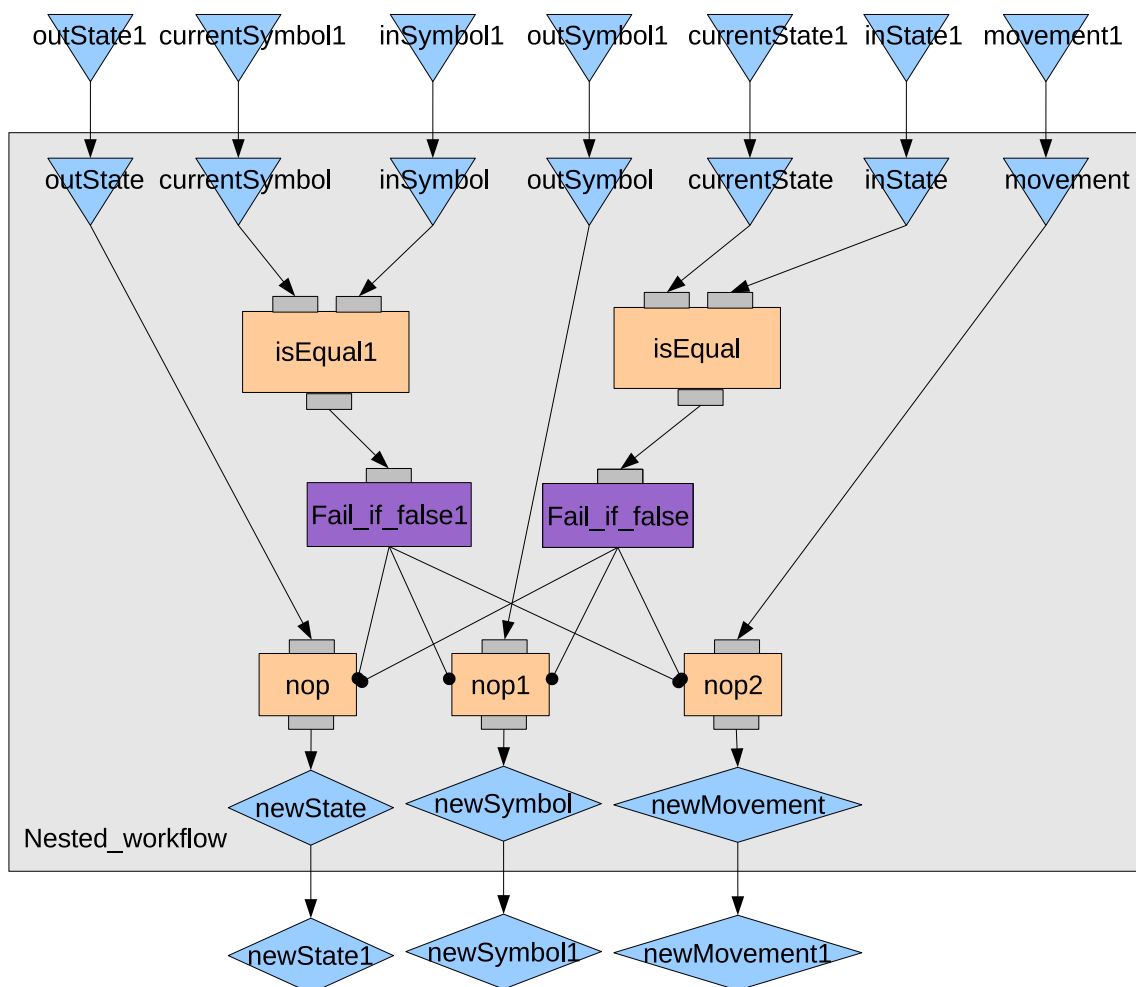 outState1
currentSymbol1
inSymbol1
outSymbol1
currentState1
inState1
movement1
outState
currentSymbol
inSymbol
outSymbol
currentState
inState
movement
isEqual1
isEqual
Fail_if_false1
Fail_if_false
nop
nop1
nop2
newState
newSymbol
newMovement
Nested_workflow
newState1
newSymbol1
newMovement1